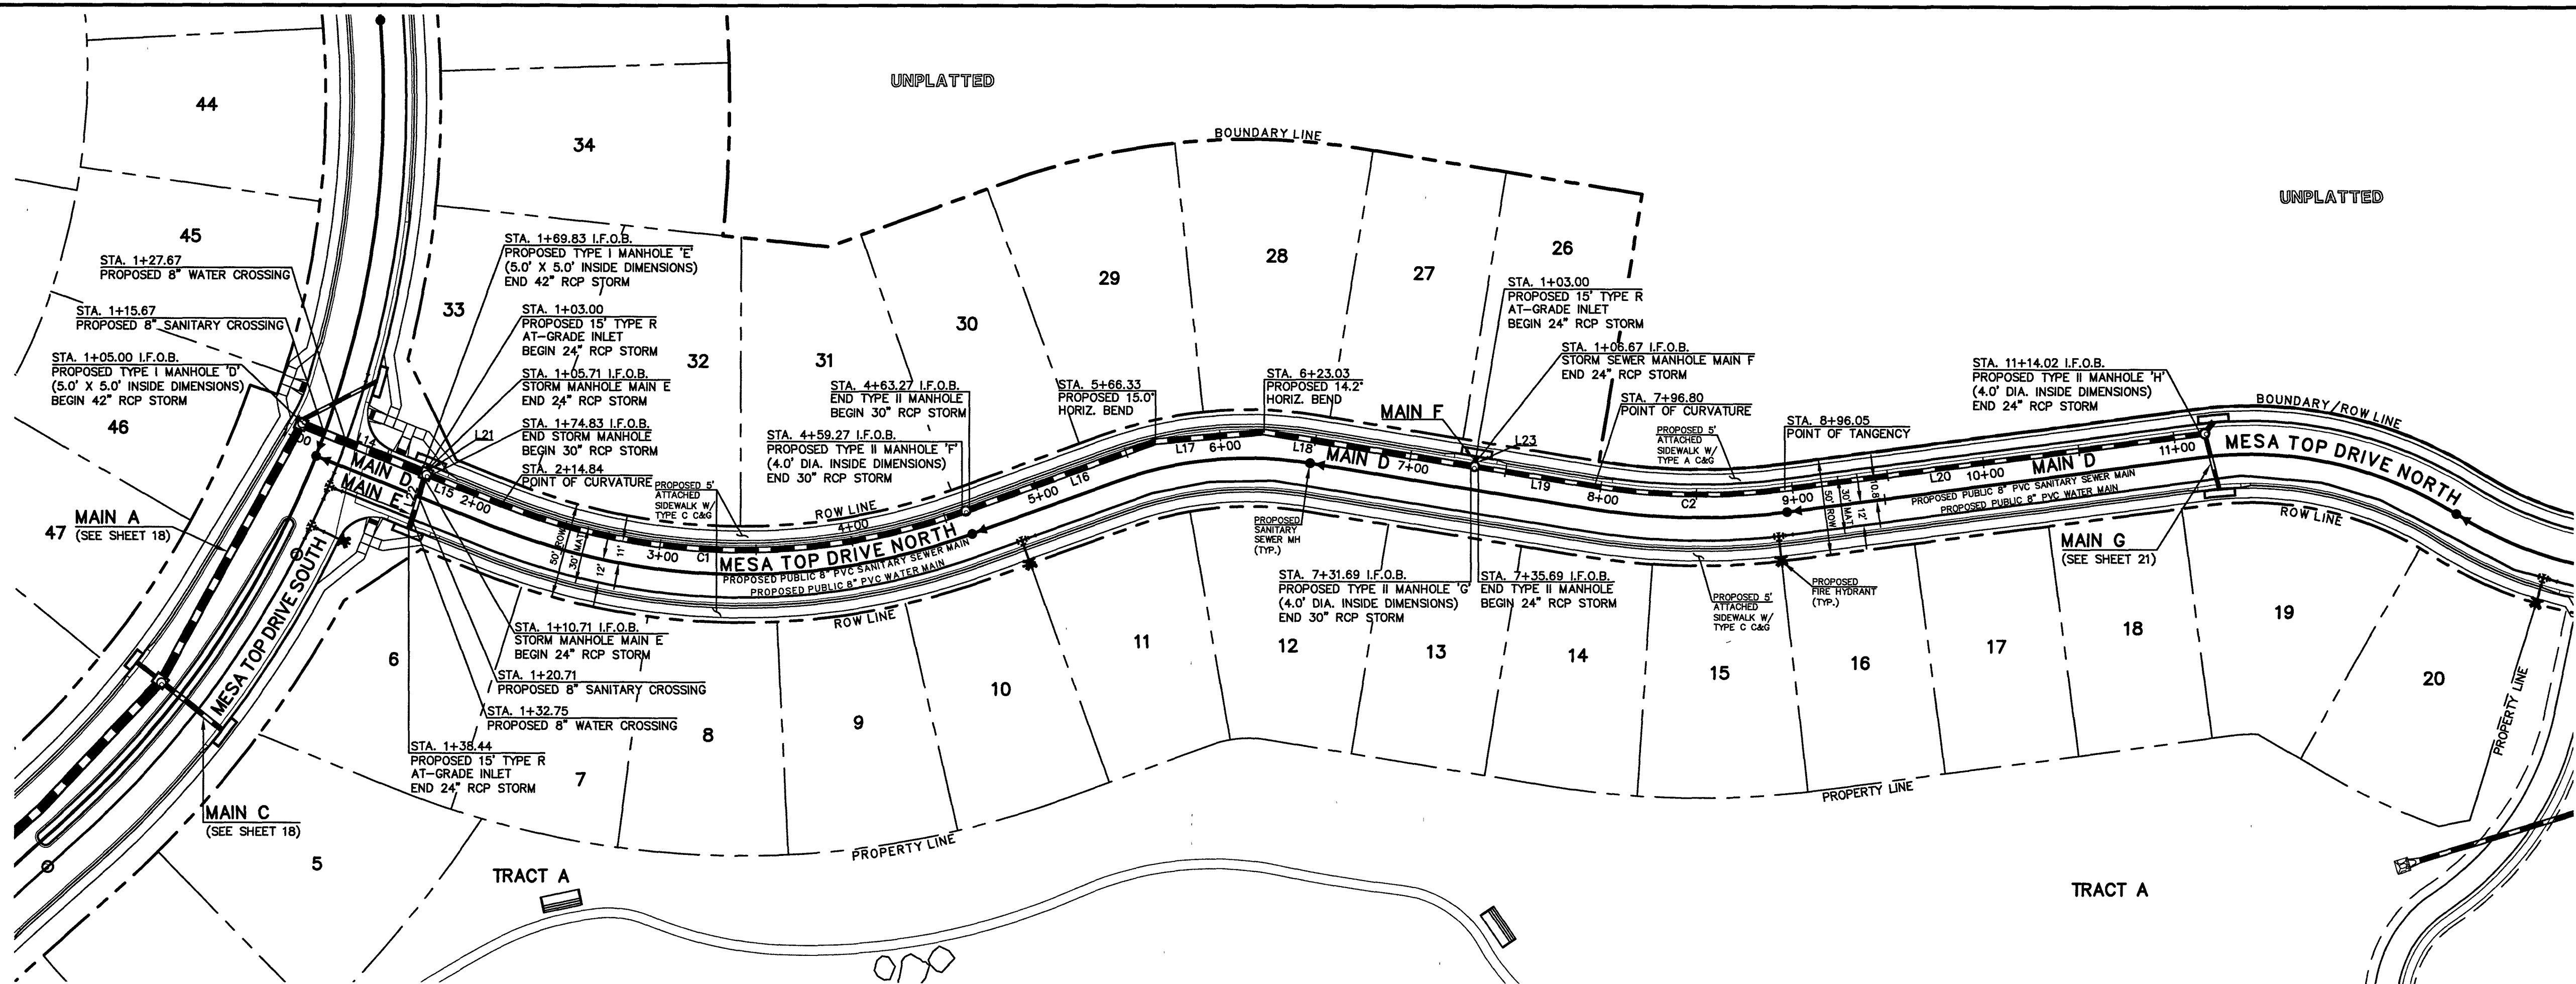 UNPLATTED
44
34
BOUNDARY LINE
UNPLATTED
45
STA. 1+27.67
PROPOSED 8" WATER CROSSING
STA. 1+15.67
PROPOSED 8" SANITARY CROSSING
STA. 1+05.00 I.F.O.B.
PROPOSED TYPE I MANHOLE 'D'
(5.0' X 5.0' INSIDE DIMENSIONS)
BEGIN 42" RCP STORM
46
33
STA. 1+69.83 I.F.O.B.
PROPOSED TYPE I MANHOLE 'E'
(5.0' X 5.0' INSIDE DIMENSIONS)
END 42" RCP STORM
STA. 1+03.00
PROPOSED 15' TYPE R
AT-GRADE INLET
BEGIN 24" RCP STORM
STA. 1+05.71 I.F.O.B.
STORM MANHOLE MAIN E
END 24" RCP STORM
STA. 1+74.83 I.F.O.B.
END STORM MANHOLE
BEGIN 30" RCP STORM
STA. 2+14.84
POINT OF CURVATURE
32
31
30
29
28
27
26
STA. 4+63.27 I.F.O.B.
END TYPE II MANHOLE
BEGIN 30" RCP STORM
STA. 4+59.27 I.F.O.B.
PROPOSED TYPE II MANHOLE 'F'
(4.0' DIA. INSIDE DIMENSIONS)
END 30" RCP STORM
STA. 5+66.33
PROPOSED 15.0°
HORIZ. BEND
STA. 6+23.03
PROPOSED 14.2°
HORIZ. BEND
STA. 1+03.00
PROPOSED 15' TYPE R
AT-GRADE INLET
BEGIN 24" RCP STORM
STA. 1+06.67 I.F.O.B.
STORM SEWER MANHOLE MAIN F
END 24" RCP STORM
MAIN F
STA. 7+96.80
POINT OF CURVATURE
STA. 8+96.05
POINT OF TANGENCY
STA. 11+14.02 I.F.O.B.
PROPOSED TYPE II MANHOLE 'H'
(4.0' DIA. INSIDE DIMENSIONS)
END 24" RCP STORM
BOUNDARY/ROW LINE
PROPOSED 5'
ATTACHED
SIDEWALK W/
TYPE C C&G
PROPOSED 5'
ATTACHED
SIDEWALK W/
TYPE A C&G
L14
L21
MAIN D
MAIN E
L15
2+00
3+00
C1
4+00
ROW LINE
5+00
L16
L17
6+00
L18
MAIN D
7+00
L23
L19
8+00
C2
9+00
L20
10+00
MAIN D
11+00
50' ROW
30' MAT
12'
11'
50' ROW
30' MAT
12'
10.8'
MESA TOP DRIVE NORTH
PROPOSED PUBLIC 8" PVC SANITARY SEWER MAIN
PROPOSED PUBLIC 8" PVC WATER MAIN
PROPOSED PUBLIC 8" PVC SANITARY SEWER MAIN
PROPOSED PUBLIC 8" PVC WATER MAIN
MESA TOP DRIVE NORTH
ROW LINE
ROW LINE
47
MAIN A
(SEE SHEET 18)
MESA TOP DRIVE SOUTH
MAIN C
(SEE SHEET 18)
PROPOSED
SANITARY
SEWER MH
(TYP.)
STA. 7+31.69 I.F.O.B.
PROPOSED TYPE II MANHOLE 'G'
(4.0' DIA. INSIDE DIMENSIONS)
END 30" RCP STORM
STA. 7+35.69 I.F.O.B.
END TYPE II MANHOLE
BEGIN 24" RCP STORM
PROPOSED 5'
ATTACHED
SIDEWALK W/
TYPE C C&G
PROPOSED
FIRE HYDRANT
(TYP.)
MAIN G
(SEE SHEET 21)
STA. 1+10.71 I.F.O.B.
STORM MANHOLE MAIN E
BEGIN 24" RCP STORM
STA. 1+20.71
PROPOSED 8" SANITARY CROSSING
STA. 1+32.75
PROPOSED 8" WATER CROSSING
STA. 1+38.44
PROPOSED 15' TYPE R
AT-GRADE INLET
END 24" RCP STORM
5
6
7
8
9
10
11
12
13
14
15
16
17
18
19
20
PROPERTY LINE
PROPERTY LINE
PROPERTY LINE
TRACT A
TRACT A